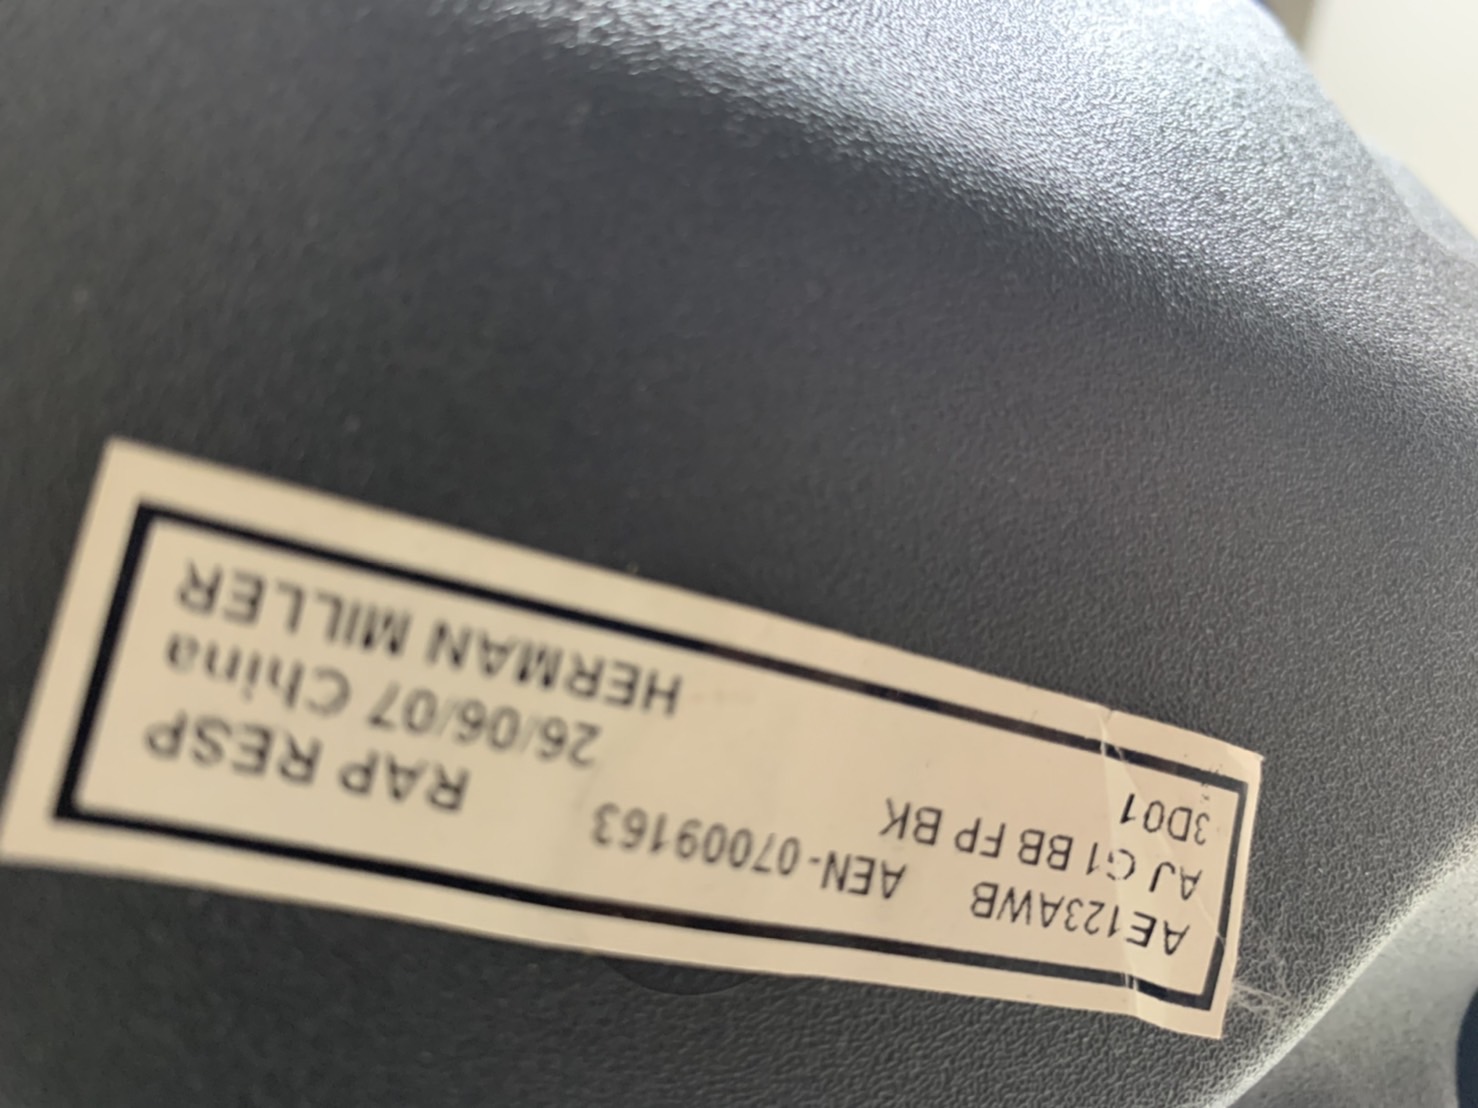 AE123AWB AEN-07009163 RAP RESP
AJ G1 BB FP BK 26/06/07 China
3D01 HERMAN MILLER